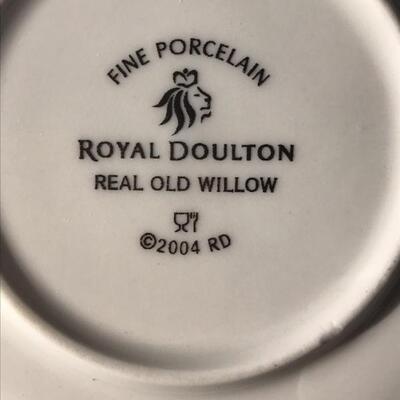 FINE PORCELAIN
ROYAL DOULTON
REAL OLD WILLOW
©2004 RD